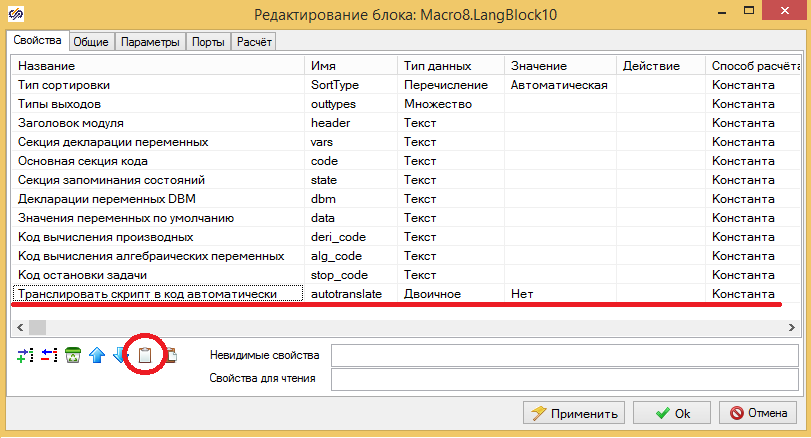 Редактирование блока: Macro8.LangBlock10
Свойства Общие Параметры Порты Расчёт
Название Имя Тип данных Значение Действие Способ расчёта
Тип сортировки SortType Перечисление Автоматическая Константа
Типы выходов outtypes Множество Константа
Заголовок модуля header Текст Константа
Секция декларации переменных vars Текст Константа
Основная секция кода code Текст Константа
Секция запоминания состояний state Текст Константа
Декларации переменных DBM dbm Текст Константа
Значения переменных по умолчанию data Текст Константа
Код вычисления производных deri_code Текст Константа
Код вычисления алгебраических переменных alg_code Текст Константа
Код остановки задачи stop_code Текст Константа
Транслировать скрипт в код автоматически autotranslate Двоичное Нет Константа
Невидимые свойства
Свойства для чтения
Применить Ok Отмена